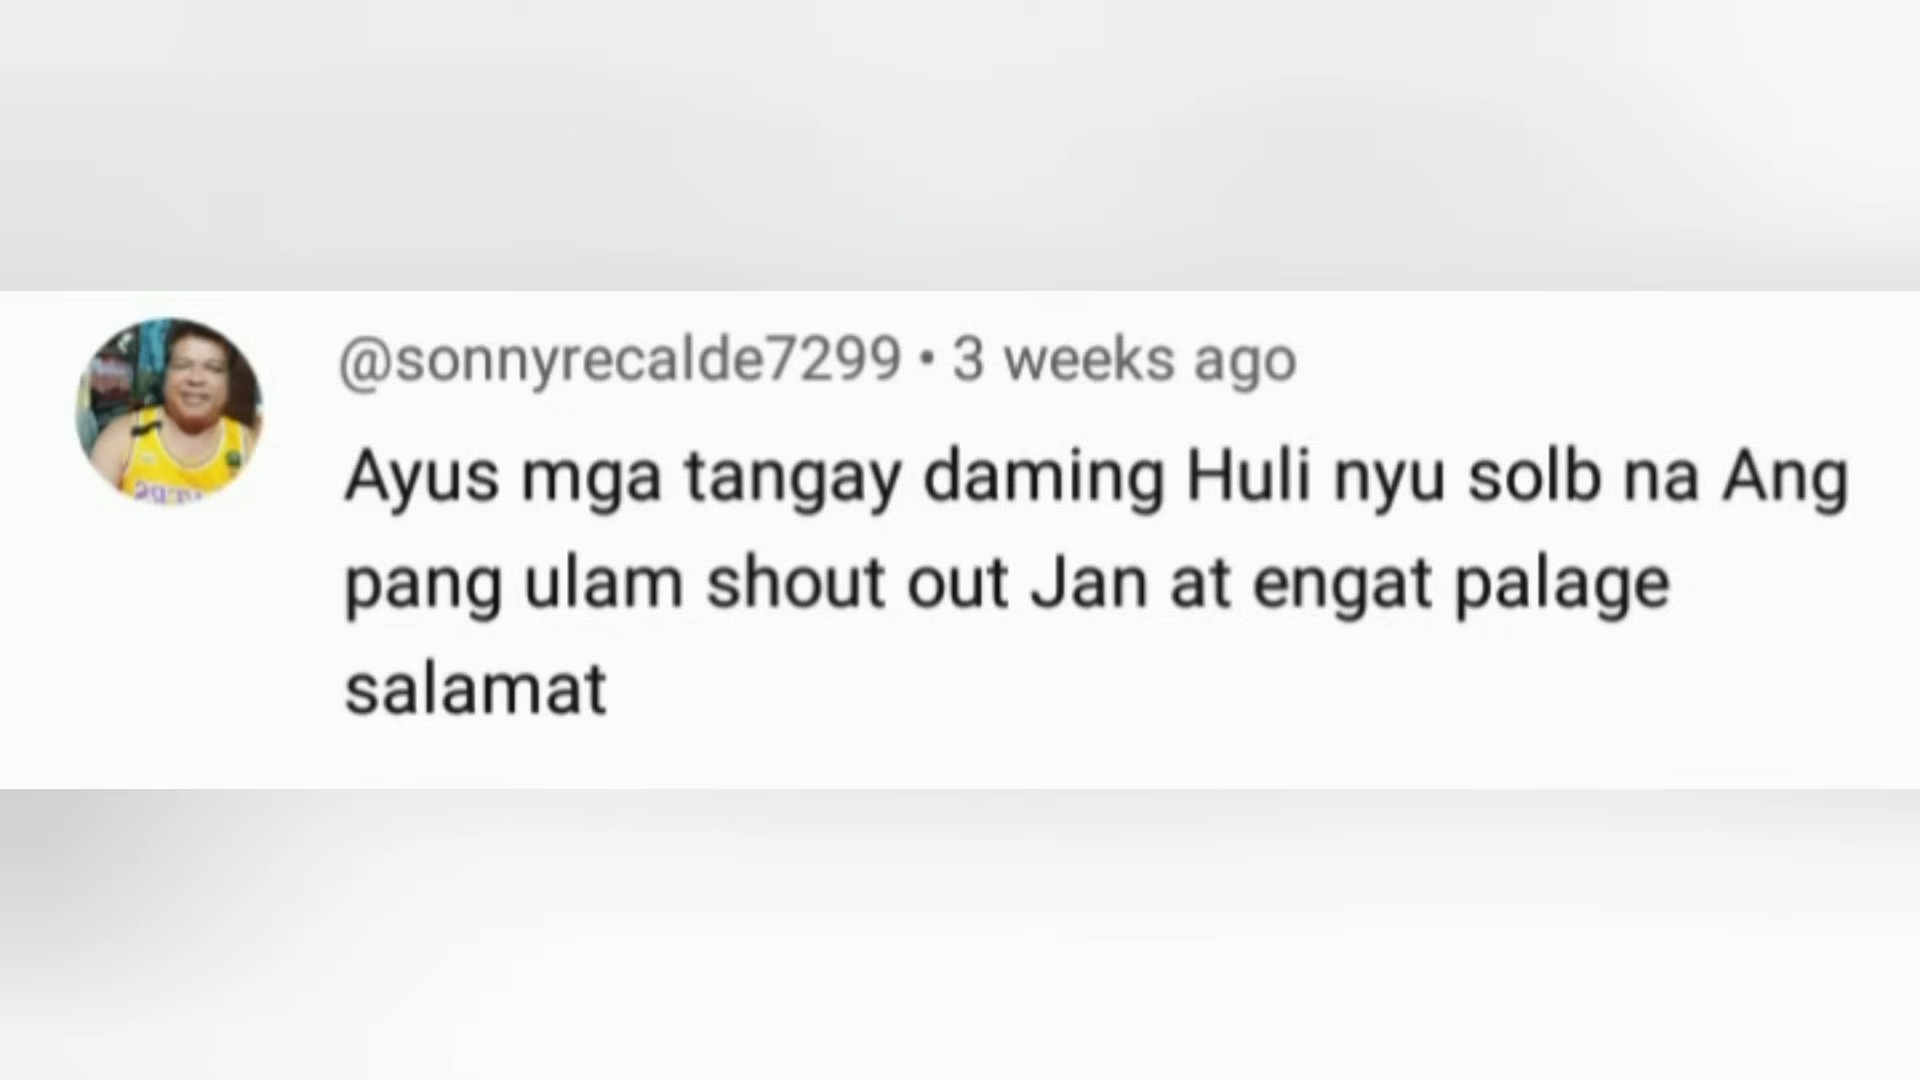 @sonnyrecalde7299 • 3 weeks ago
Ayus mga tangay daming Huli nyu solb na Ang
pang ulam shout out Jan at engat palage
salamat